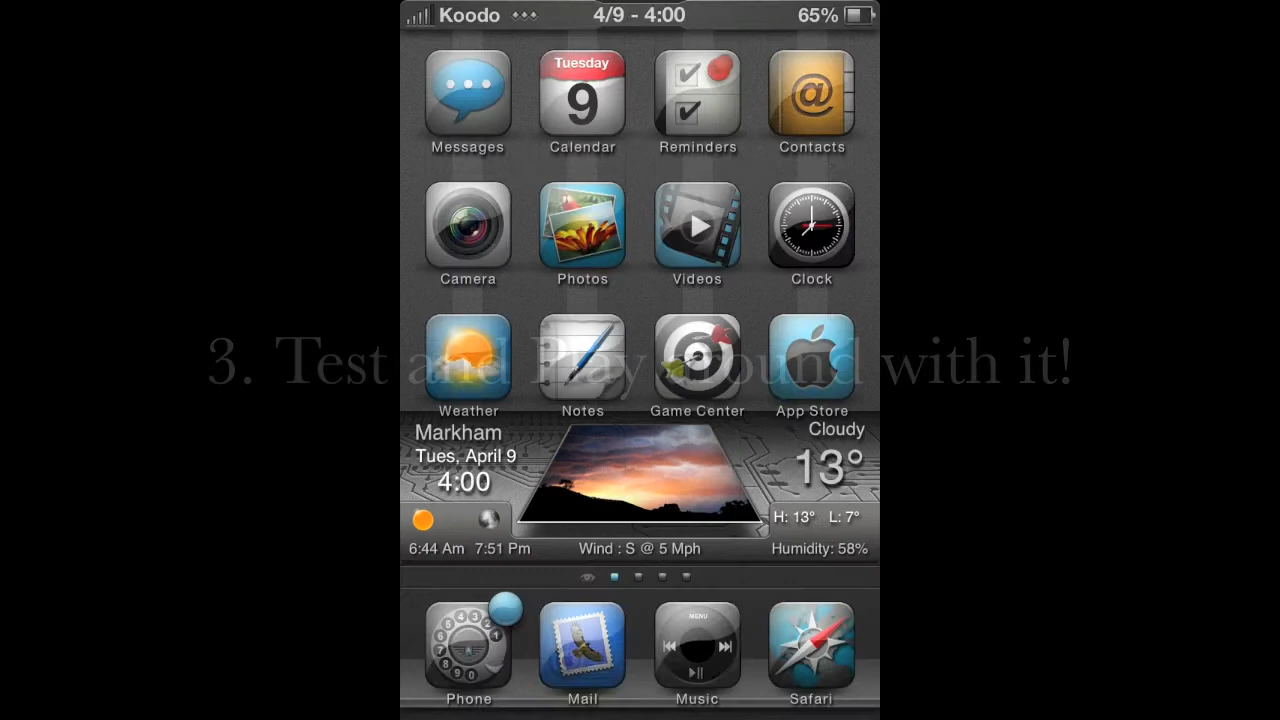 Koodo 4/9 - 4:00 65%
Tuesday
9
Messages Calendar Reminders Contacts
Camera Photos Videos Clock
3. Test and Play around with it!
Weather Notes Game Center App Store
Markham Cloudy
Tues, April 9 13°
4:00
H: 13° L: 7°
6:44 Am 7:51 Pm Wind : S @ 5 Mph Humidity: 58%
MENU
Phone Mail Music Safari